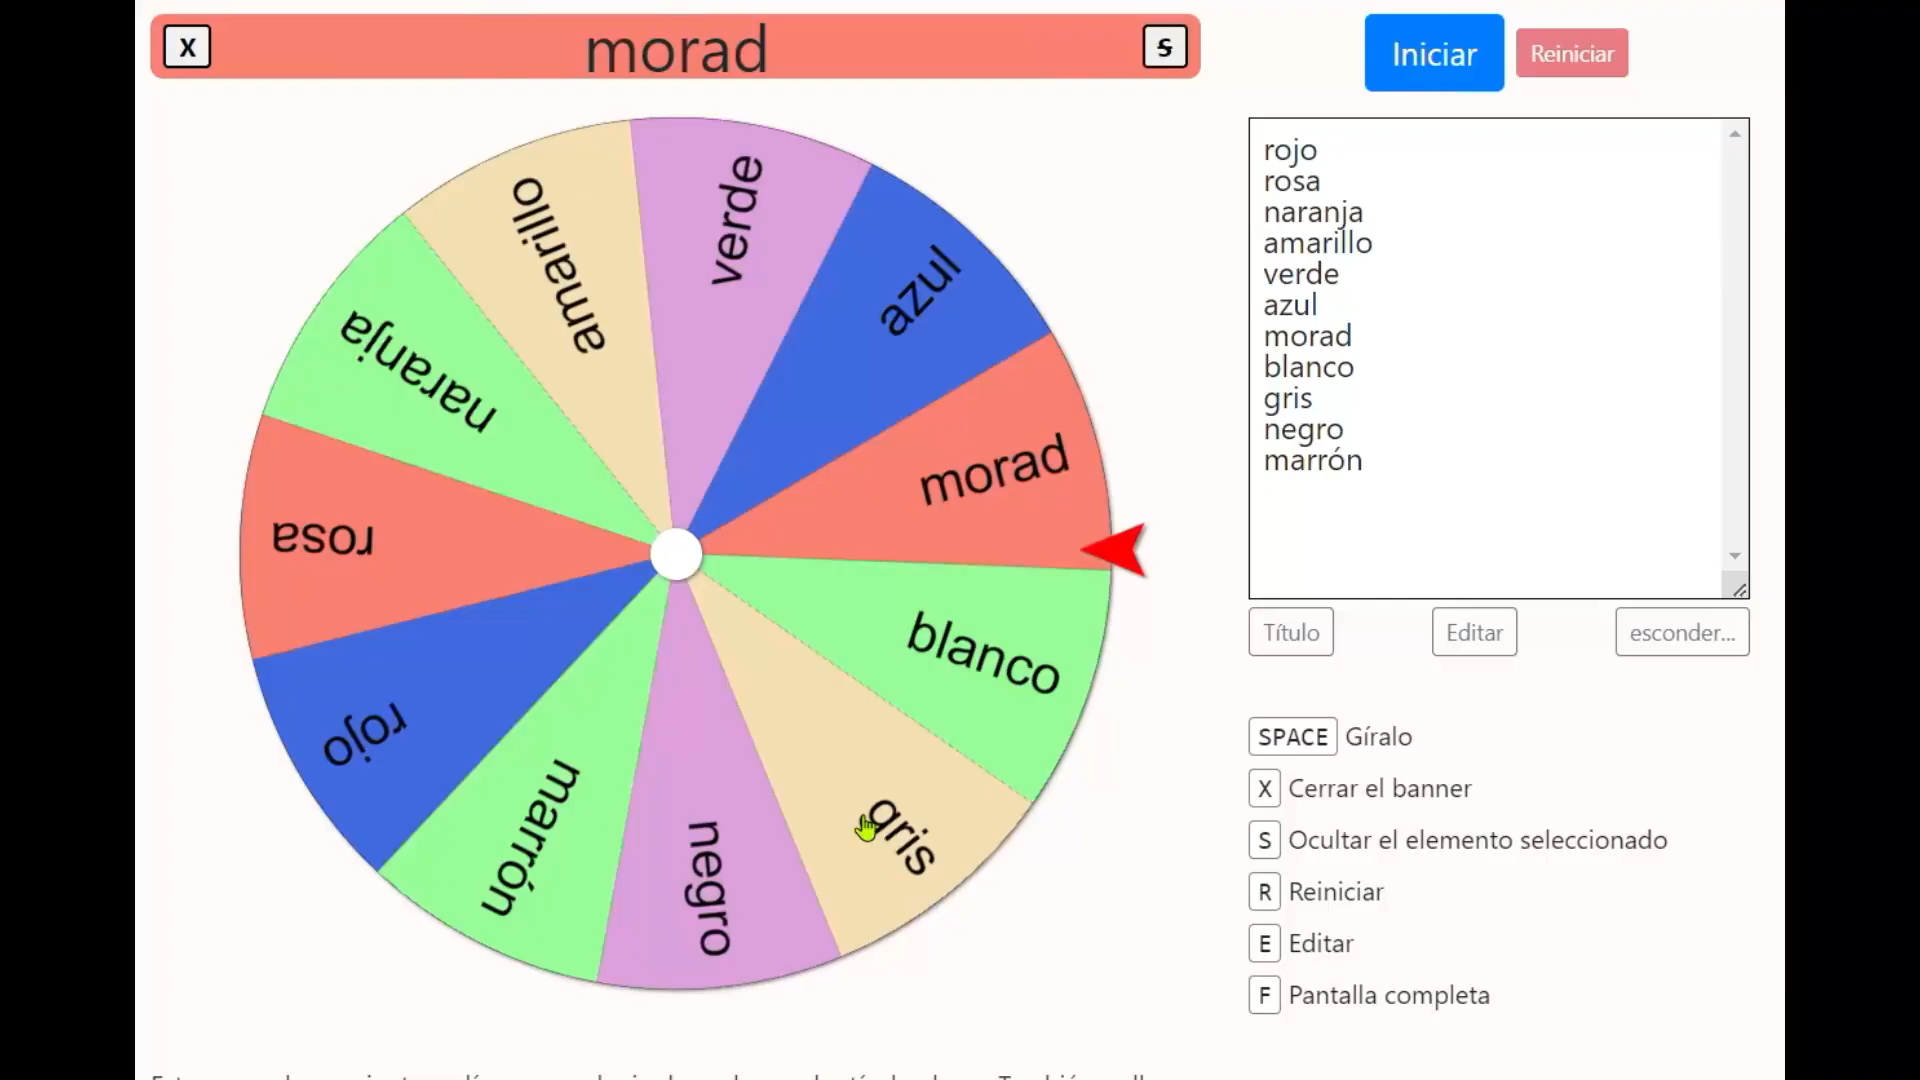 X
morad
S
Iniciar
Reiniciar
verde
amarillo
azul
naranja
morad
rosa
blanco
rojo
gris
marrón
negro
rojo
rosa
naranja
amarillo
verde
azul
morad
blanco
gris
negro
marrón
Título
Editar
esconder...
SPACE Gíralo
X Cerrar el banner
S Ocultar el elemento seleccionado
R Reiniciar
E Editar
F Pantalla completa